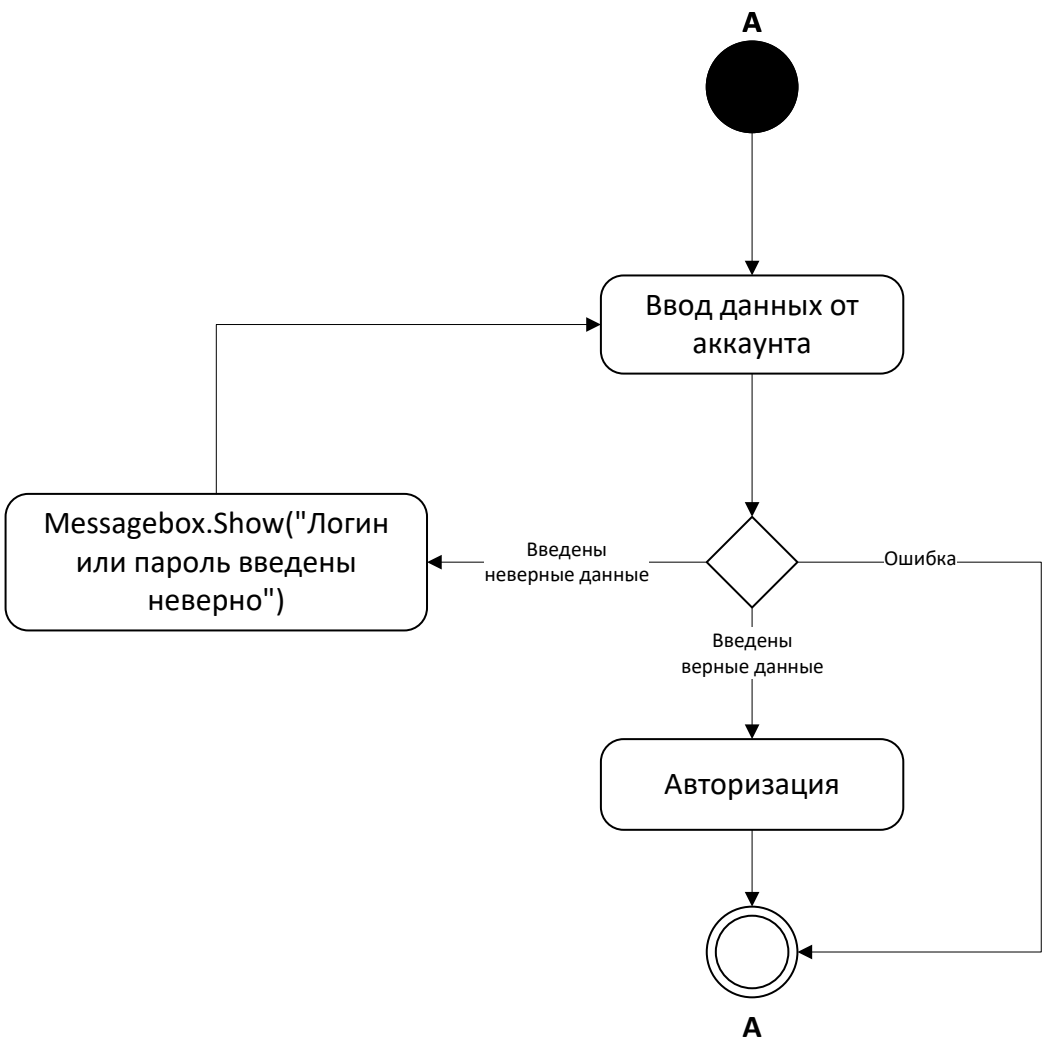 А
Ввод данных от
аккаунта
Messagebox.Show("Логин
или пароль введены
неверно")
Введены
неверные данные
Ошибка
Введены
верные данные
Авторизация
А